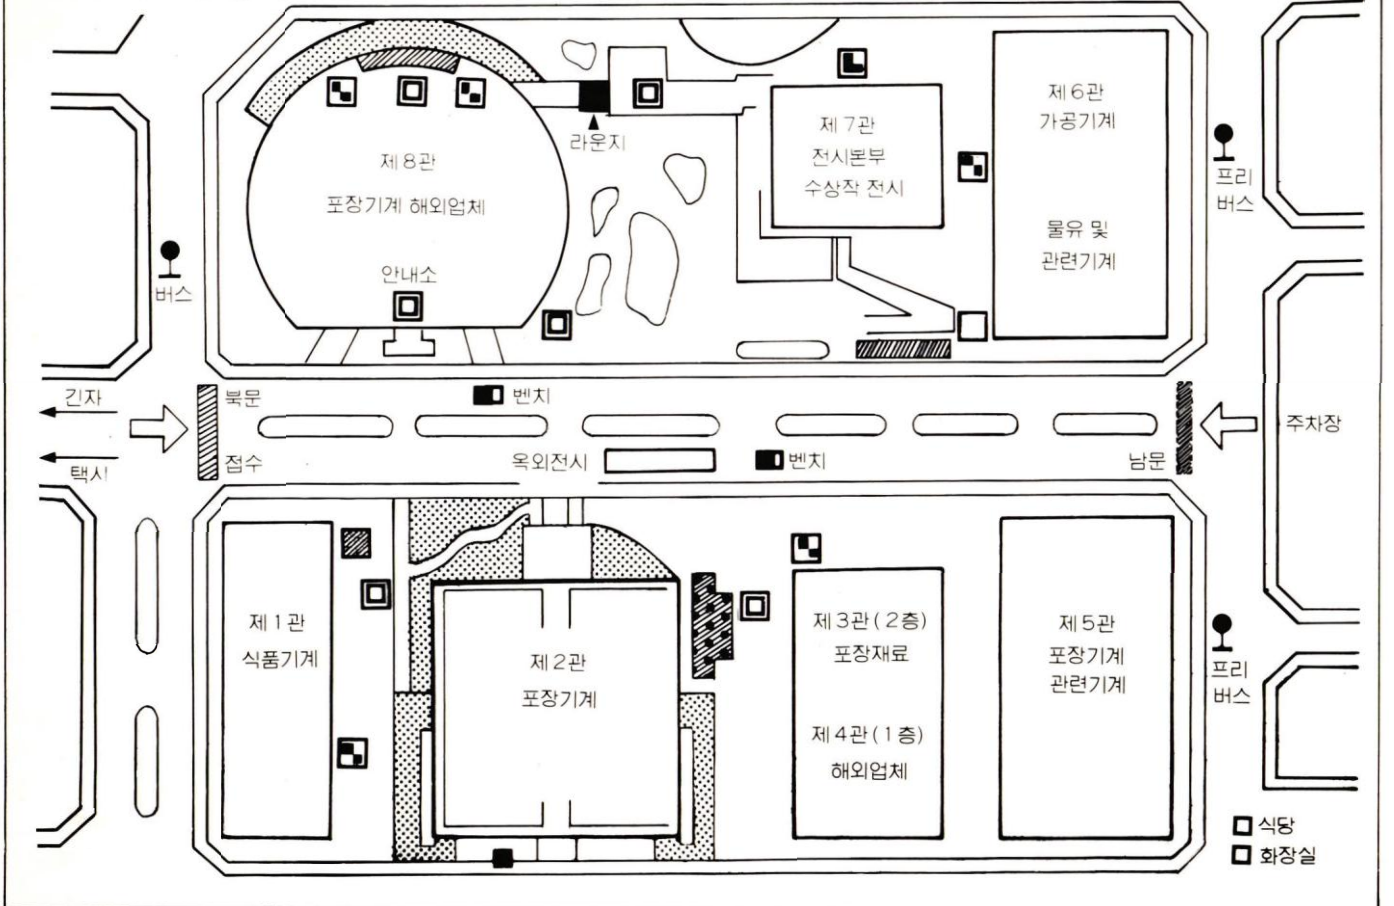 제6관
가공기계
제7관
전시본부
수상작 전시
라운지
제8관
포장기계 해외업체
프리
버스
물유 및
관련기계
안내소
버스
긴자
북문
벤치
주차장
택시
접수
옥외전시
벤치
남문
제1관
식품기계
제2관
포장기계
제3관(2층)
포장재료
제4관(1층)
해외업체
제5관
포장기계
관련기계
프리
버스
식당
화장실